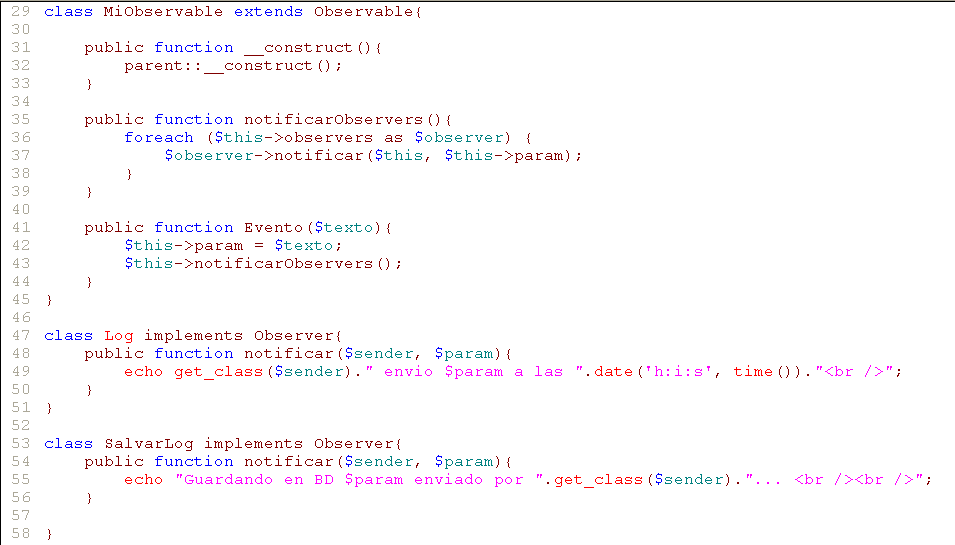 29 class MiObservable extends Observable{
30
31     public function __construct(){
32         parent::__construct();
33     }
34
35     public function notificarObservers(){
36         foreach ($this->observers as $observer) {
37             $observer->notificar($this, $this->param);
38         }
39     }
40
41     public function Evento($texto){
42         $this->param = $texto;
43         $this->notificarObservers();
44     }
45 }
46
47 class Log implements Observer{
48     public function notificar($sender, $param){
49         echo get_class($sender)." envio $param a las ".date('h:i:s', time())."<br />";
50     }
51 }
52
53 class SalvarLog implements Observer{
54     public function notificar($sender, $param){
55         echo "Guardando en BD $param enviado por ".get_class($sender)."... <br /><br />";
56     }
57
58 }